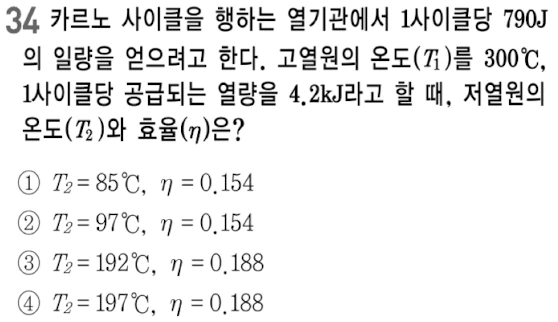 34 카르노 사이클을 행하는 열기관에서 1사이클당 790J
의 일량을 얻으려고 한다. 고열원의 온도(T₁)를 300℃,
1사이클당 공급되는 열량을 4.2kJ라고 할 때, 저열원의
온도(T₂)와 효율(η)은?
① T₂=85℃, η=0.154
② T₂=97℃, η=0.154
③ T₂=192℃, η=0.188
④ T₂=197℃, η=0.188